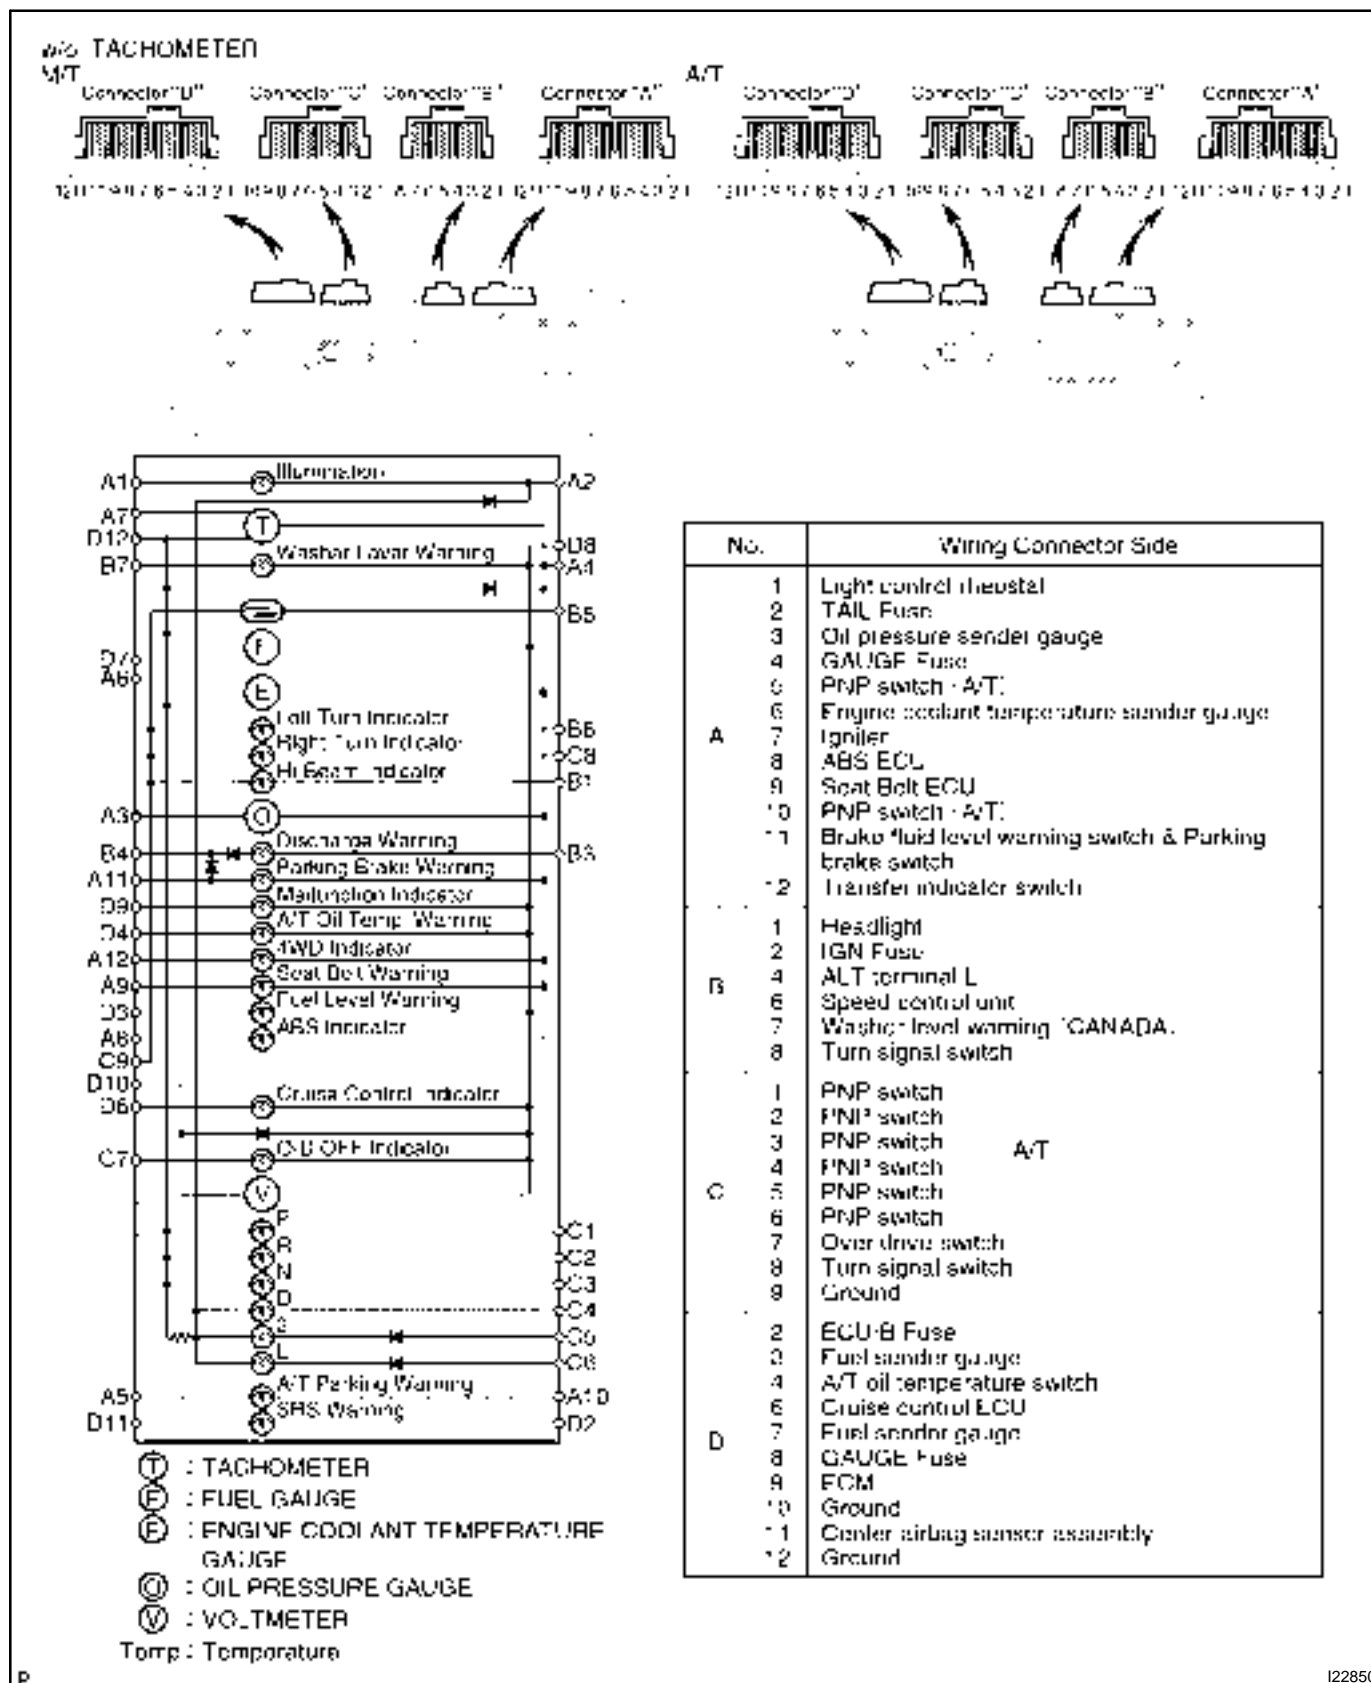 w/o TACHOMETER
M/T
A/T
Connector "D" Connector "C" Connector "B" Connector "A"
Connector "D" Connector "C" Connector "B" Connector "A"
A1 Illumination A2
A7
T
D12
D8
B7 Washer Level Warning A4
B5
F
D7
A6
E
Left Turn Indicator B6
Right Turn Indicator C8
Hi Beam Indicator B1
A3 O
B4 Discharge Warning B3
A11 Parking Brake Warning
D9 Malfunction Indicator
D4 A/T Oil Temp. Warning
A12 4WD Indicator
A9 Seat Belt Warning
D3 Fuel Level Warning
A8 ABS Indicator
C9
D10
D6 Cruise Control Indicator
C7 O/D OFF Indicator
V
P C1
R C2
N C3
D C4
2 C5
L C6
A5 A/T Parking Warning A10
D11 SRS Warning D2
T : TACHOMETER
F : FUEL GAUGE
E : ENGINE COOLANT TEMPERATURE
GAUGE
O : OIL PRESSURE GAUGE
V : VOLTMETER
Temp : Temperature
No. Wiring Connector Side
A
1 Light control rheostat
2 TAIL Fuse
3 Oil pressure sender gauge
4 GAUGE Fuse
5 PNP switch (A/T)
6 Engine coolant temperature sender gauge
7 Igniter
8 ABS ECU
9 Seat Belt ECU
10 PNP switch (A/T)
11 Brake fluid level warning switch & Parking
brake switch
12 Transfer indicator switch
B
1 Headlight
2 IGN Fuse
4 ALT terminal L
6 Speed control unit
7 Washer level warning (CANADA)
8 Turn signal switch
C
1 PNP switch
2 PNP switch
3 PNP switch A/T
4 PNP switch
5 PNP switch
6 PNP switch
7 Over drive switch
8 Turn signal switch
9 Ground
D
2 ECU-B Fuse
3 Fuel sender gauge
4 A/T oil temperature switch
6 Cruise control ECU
7 Fuel sender gauge
8 GAUGE Fuse
9 ECM
10 Ground
11 Center airbag sensor assembly
12 Ground
I22850